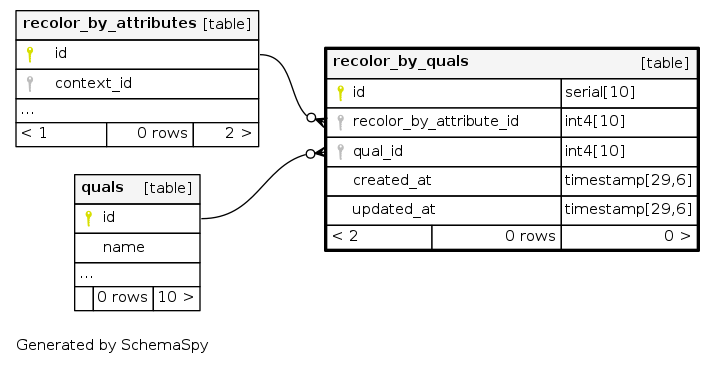 recolor_by_attributes [table]
id
context_id
...
< 1 0 rows 2 >
recolor_by_quals [table]
id serial[10]
recolor_by_attribute_id int4[10]
qual_id int4[10]
created_at timestamp[29,6]
updated_at timestamp[29,6]
< 2 0 rows 0 >
quals [table]
id
name
...
0 rows 10 >
Generated by SchemaSpy